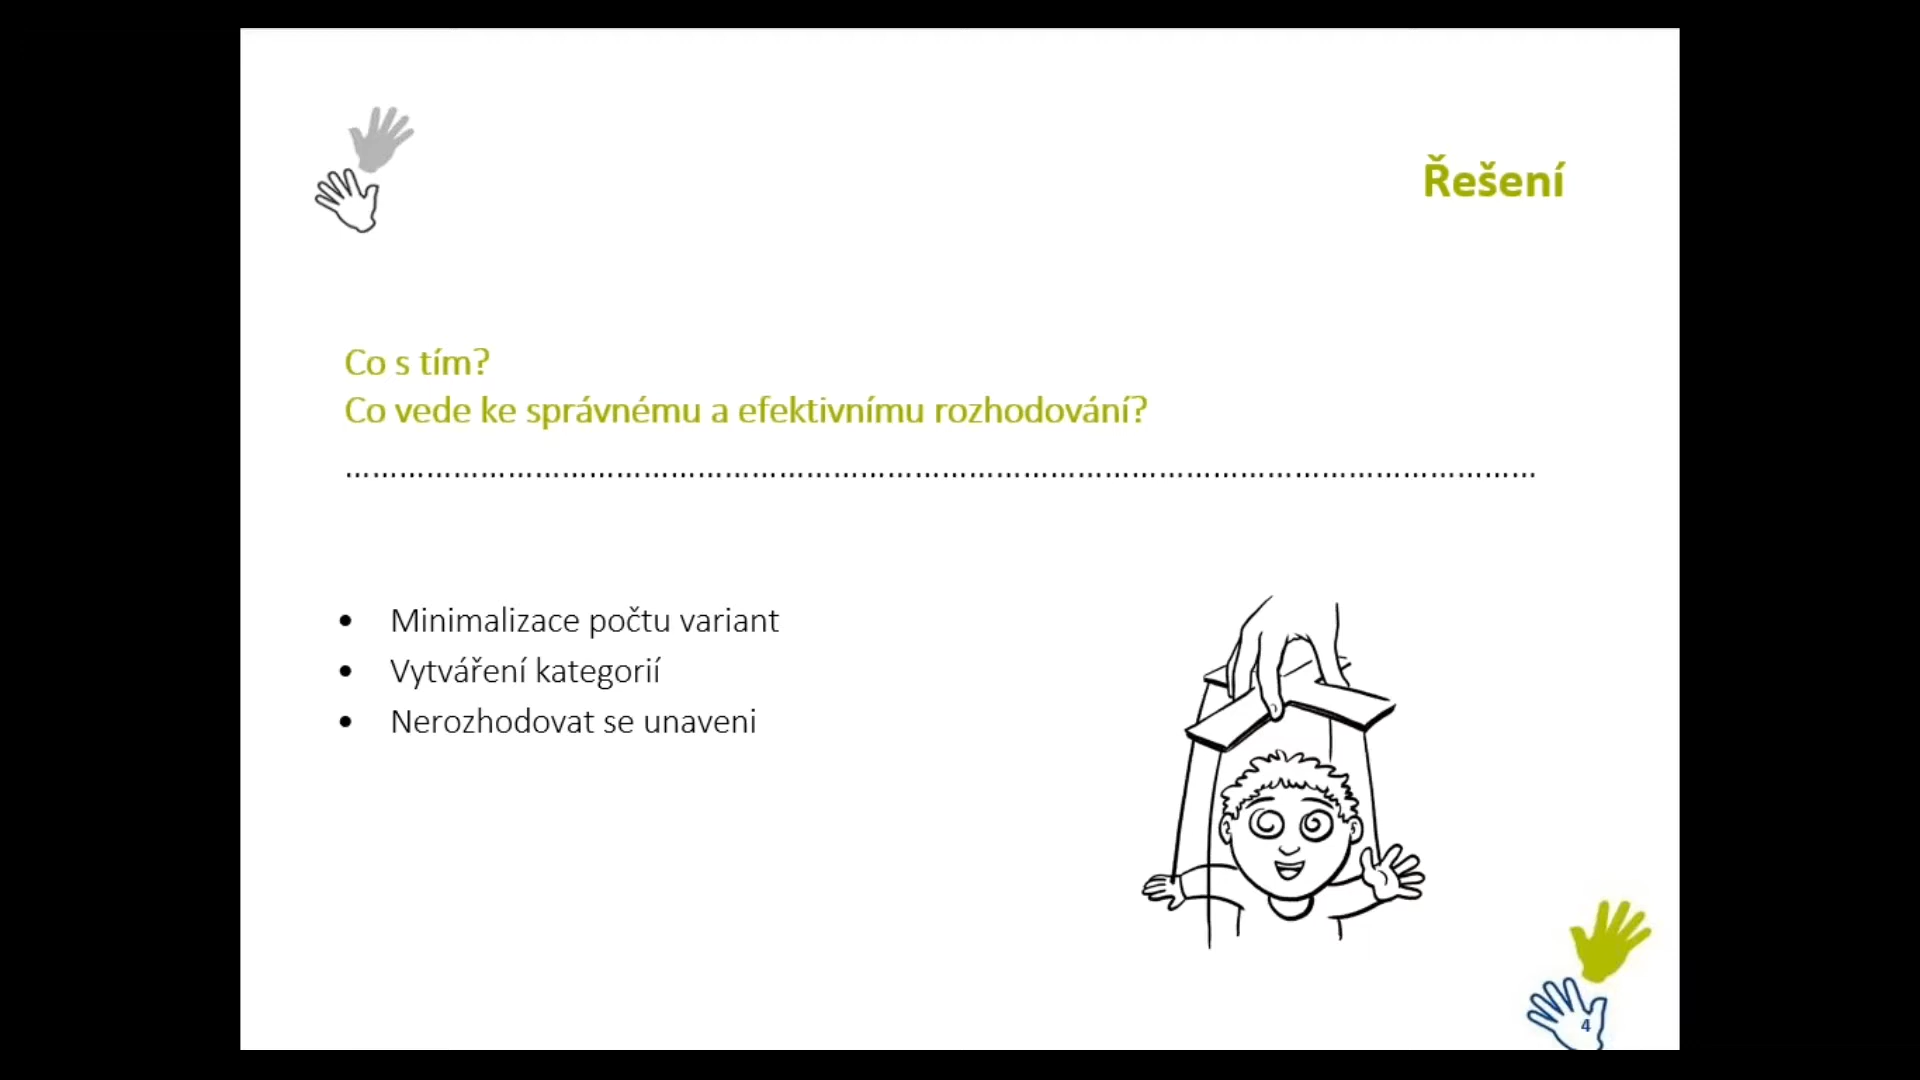 Řešení
Co s tím?
Co vede ke správnému a efektivnímu rozhodování?
………………………………………………………………………………………………………………………………
• Minimalizace počtu variant
• Vytváření kategorií
• Nerozhodovat se unaveni
4